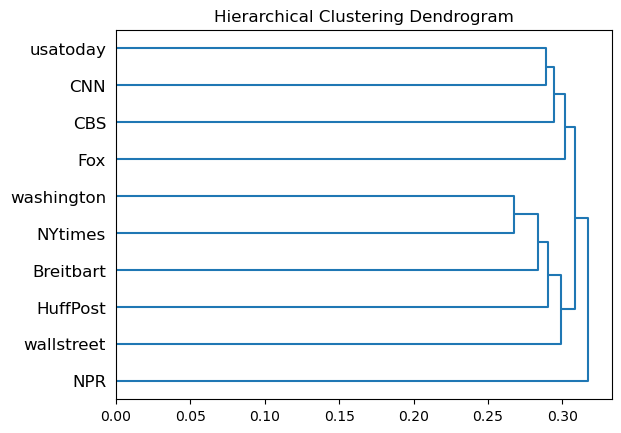 Hierarchical Clustering Dendrogram
usatoday
CNN
CBS
Fox
washington
NYtimes
Breitbart
HuffPost
wallstreet
NPR
0.00 0.05 0.10 0.15 0.20 0.25 0.30